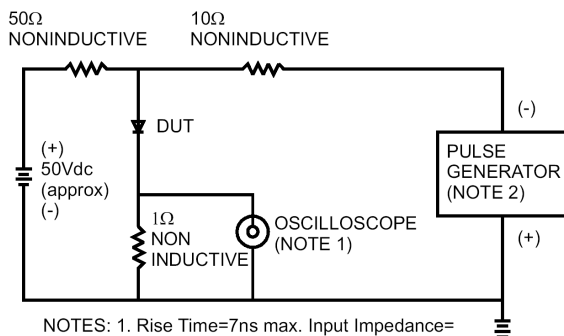 50Ω
NONINDUCTIVE
10Ω
NONINDUCTIVE
DUT
(+)
50Vdc
(approx)
(-)
1Ω
NON
INDUCTIVE
OSCILLOSCOPE
(NOTE 1)
(-)
PULSE
GENERATOR
(NOTE 2)
(+)
NOTES: 1. Rise Time=7ns max. Input Impedance=